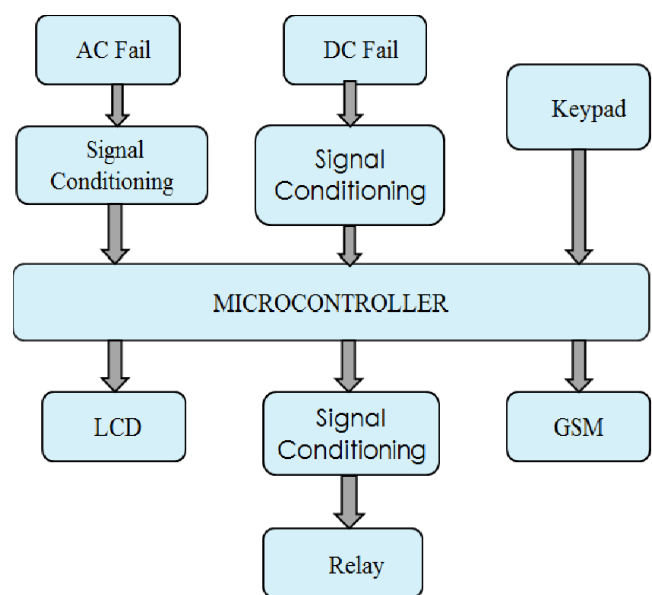 AC Fail
DC Fail
Keypad
Signal
Conditioning
Signal
Conditioning
MICROCONTROLLER
LCD
Signal
Conditioning
GSM
Relay